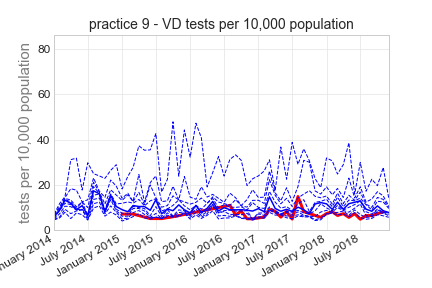 practice 9 - VD tests per 10,000 population
tests per 10,000 population
80
60
40
20
0
nuary 2014
July 2014
January 2015
July 2015
January 2016
July 2016
January 2017
July 2017
January 2018
July 2018